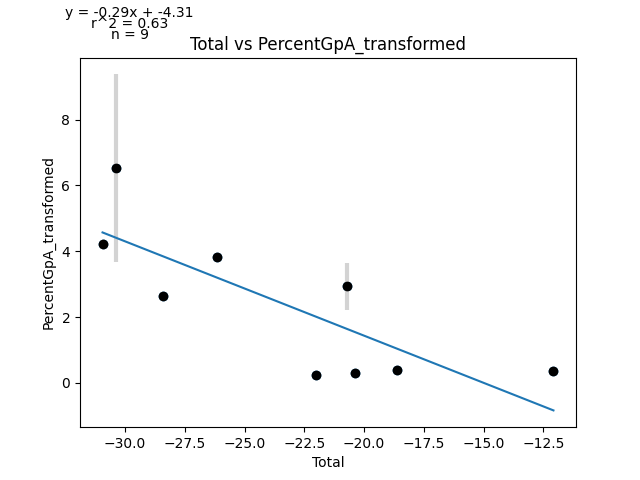 y = -0.29x + -4.31
r^2 = 0.63
n = 9
Total vs PercentGpA_transformed
PercentGpA_transformed
8
6
4
2
0
−30.0 −27.5 −25.0 −22.5 −20.0 −17.5 −15.0 −12.5
Total